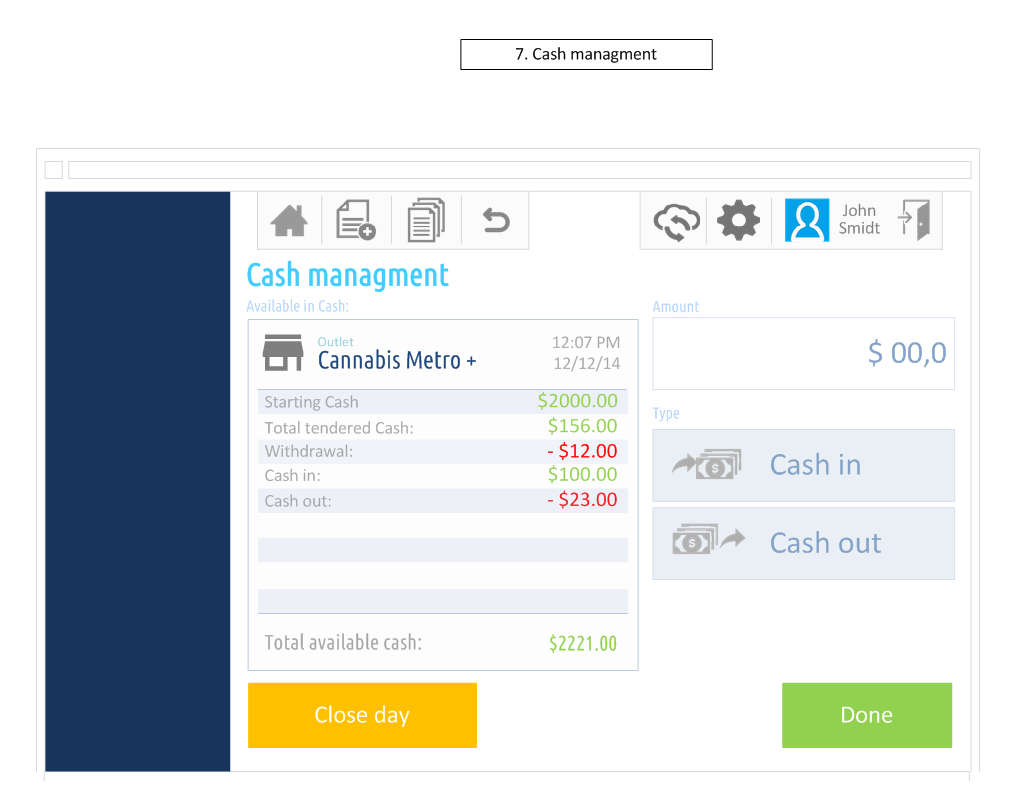 7. Cash managment
John
Smidt
Cash managment
Available in Cash:
Outlet
Cannabis Metro +
12:07 PM
12/12/14
Starting Cash $2000.00
Total tendered Cash: $156.00
Withdrawal: - $12.00
Cash in: $100.00
Cash out: - $23.00
Total available cash: $2221.00
Amount
$ 00,0
Type
Cash in
Cash out
Close day
Done